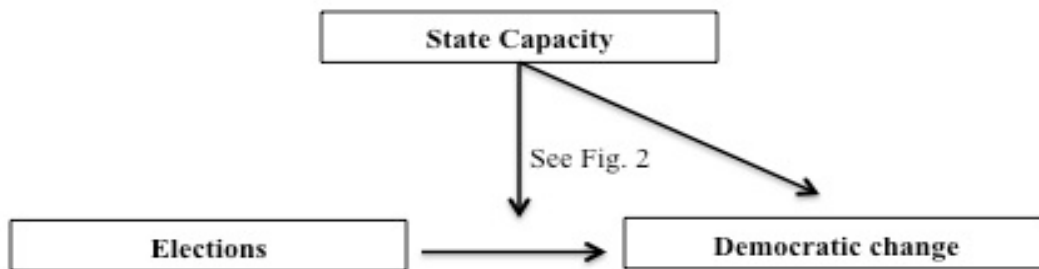 State Capacity
See Fig. 2
Elections
Democratic change